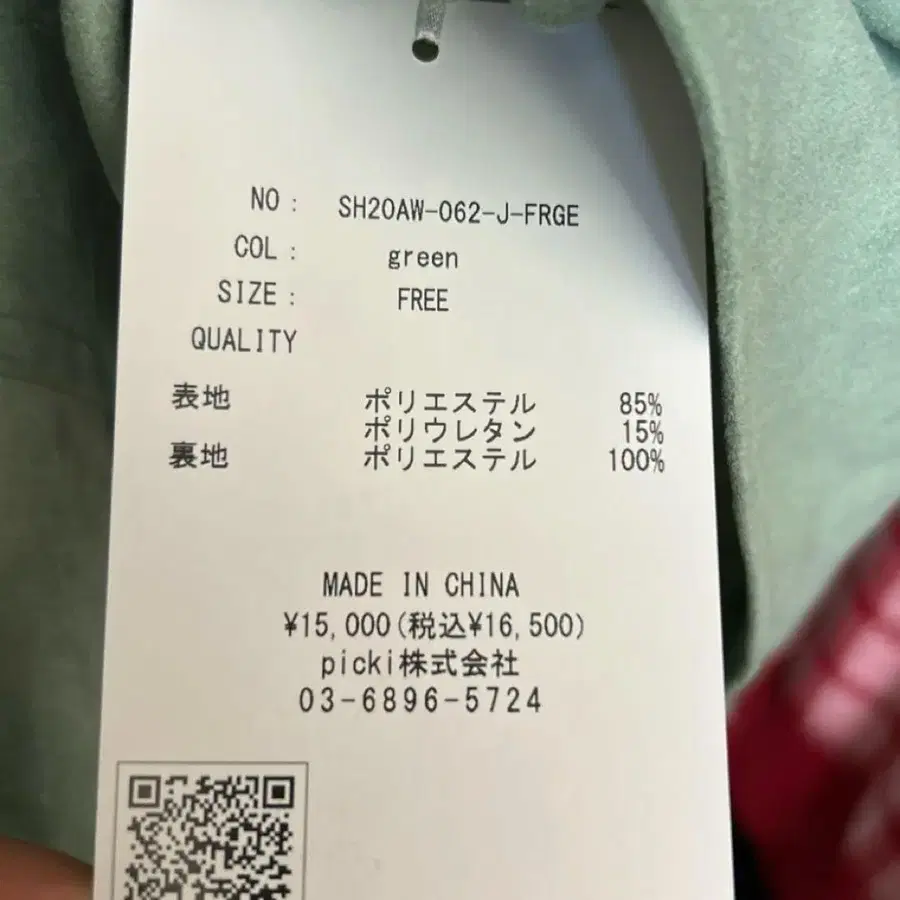 NO : SH20AW-062-J-FRGE
COL : green
SIZE : FREE
QUALITY
表地 ポリエステル 85%
ポリウレタン 15%
裏地 ポリエステル 100%
MADE IN CHINA
¥15,000(税込¥16,500)
picki株式会社
03-6896-5724